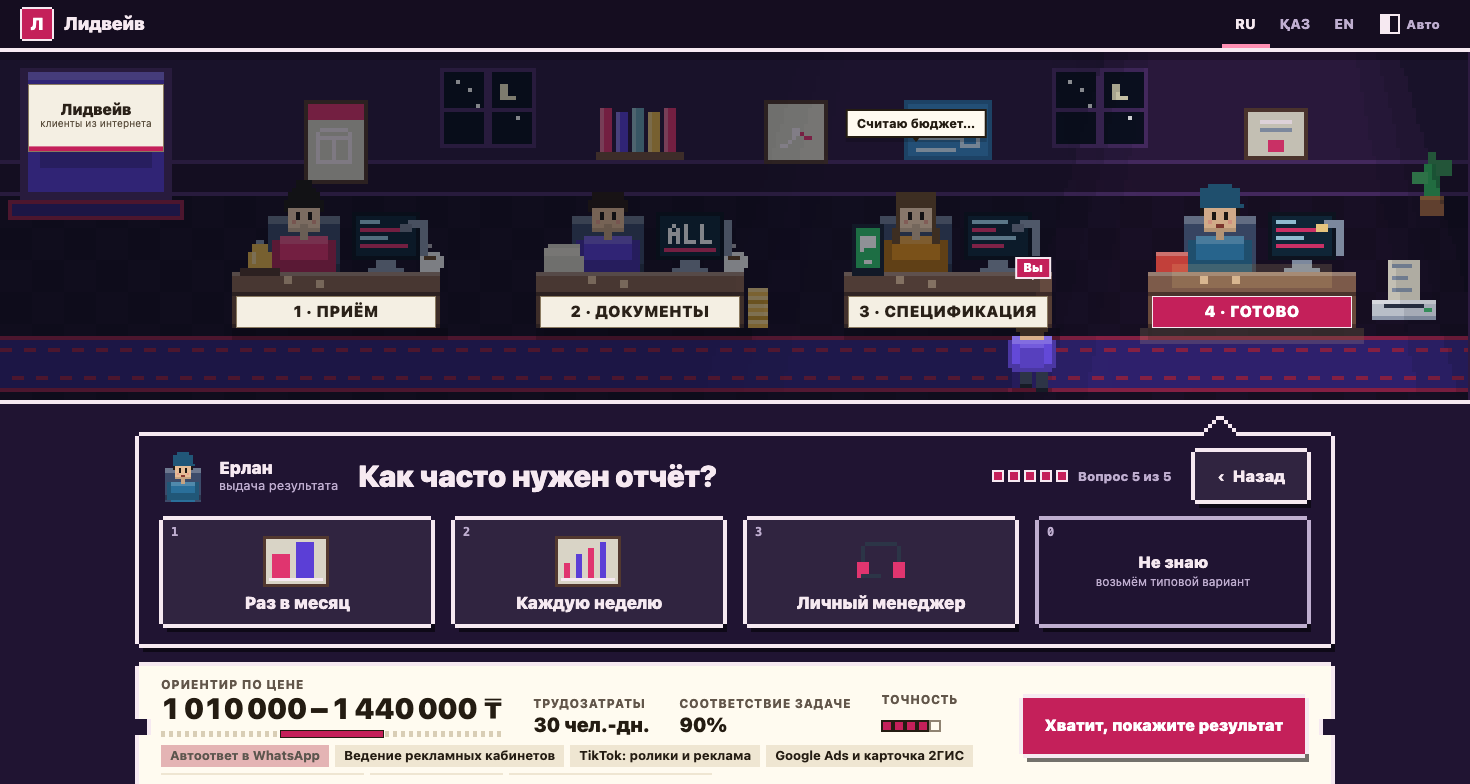 Л Лидвейв
RU ҚАЗ EN Авто
Лидвейв
клиенты из интернета
Считаю бюджет...
ALL
Вы
1 · ПРИЁМ
2 · ДОКУМЕНТЫ
3 · СПЕЦИФИКАЦИЯ
4 · ГОТОВО
Ерлан
выдача результата
Как часто нужен отчёт?
Вопрос 5 из 5
‹ Назад
1
Раз в месяц
2
Каждую неделю
3
Личный менеджер
0
Не знаю
возьмём типовой вариант
ОРИЕНТИР ПО ЦЕНЕ
1 010 000 – 1 440 000 ₸
ТРУДОЗАТРАТЫ
30 чел.-дн.
СООТВЕТСТВИЕ ЗАДАЧЕ
90%
ТОЧНОСТЬ
Хватит, покажите результат
Автоответ в WhatsApp
Ведение рекламных кабинетов
TikTok: ролики и реклама
Google Ads и карточка 2ГИС